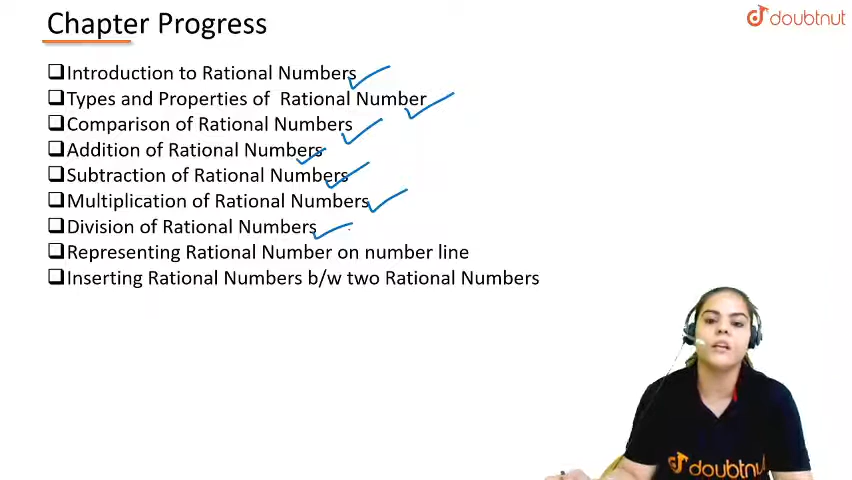 Chapter Progress
doubtnut
❑Introduction to Rational Numbers
❑Types and Properties of Rational Number
❑Comparison of Rational Numbers
❑Addition of Rational Numbers
❑Subtraction of Rational Numbers
❑Multiplication of Rational Numbers
❑Division of Rational Numbers
❑Representing Rational Number on number line
❑Inserting Rational Numbers b/w two Rational Numbers
doubtnut